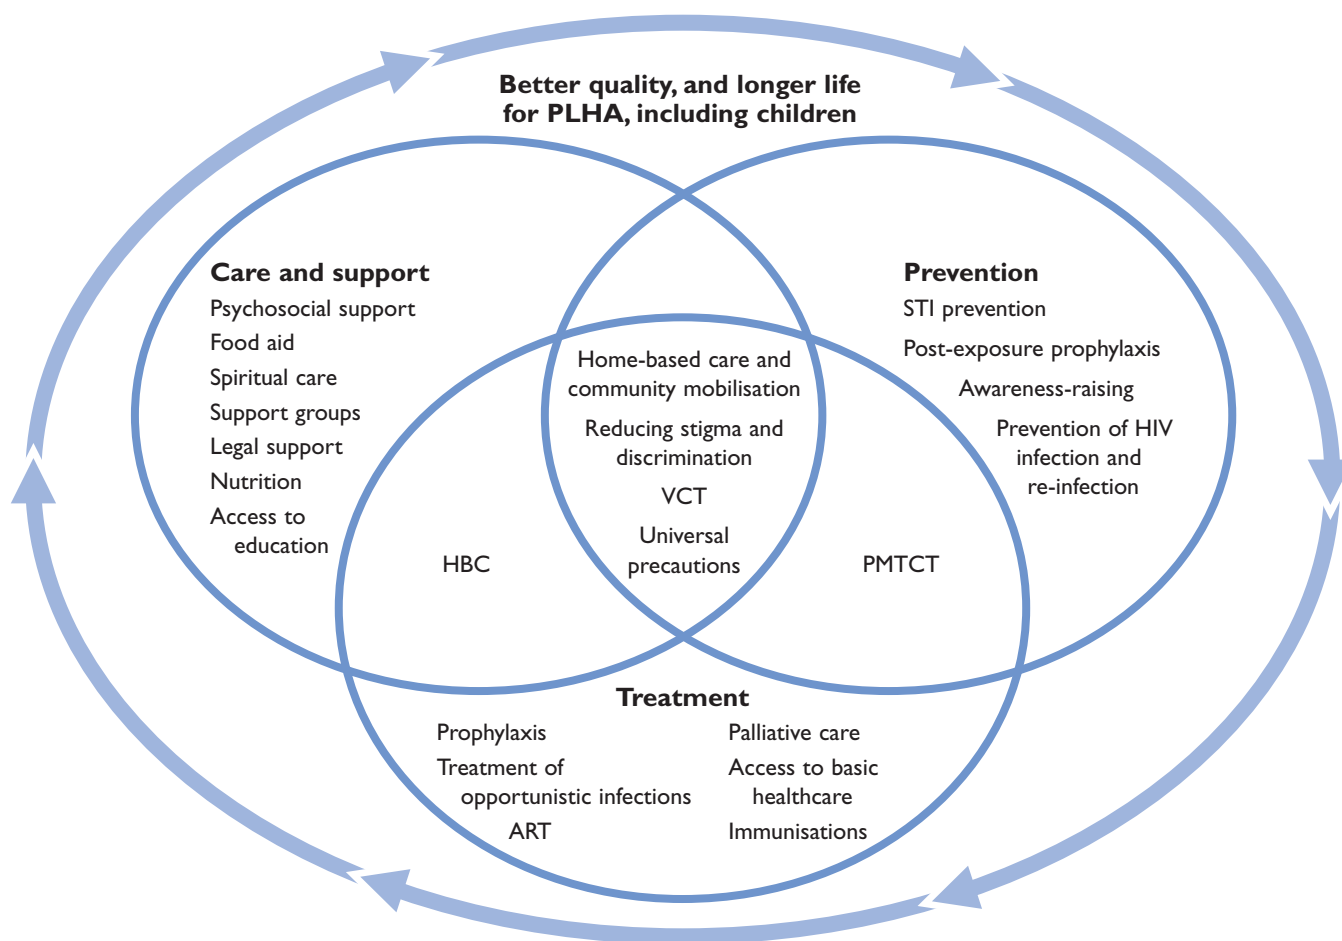 Better quality, and longer life
for PLHA, including children
Care and support
Psychosocial support
Food aid
Spiritual care
Support groups
Legal support
Nutrition
Access to
education
Prevention
STI prevention
Post-exposure prophylaxis
Awareness-raising
Prevention of HIV
infection and
re-infection
Home-based care and
community mobilisation
Reducing stigma and
discrimination
VCT
Universal
precautions
HBC
PMTCT
Treatment
Prophylaxis
Treatment of
opportunistic infections
ART
Palliative care
Access to basic
healthcare
Immunisations